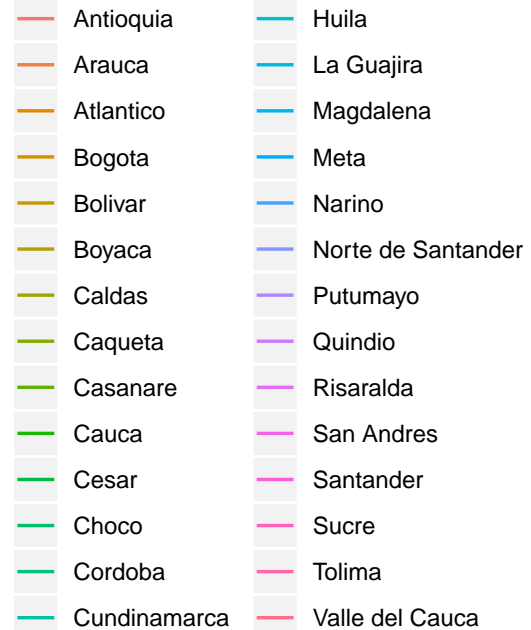 Antioquia
Arauca
Atlantico
Bogota
Bolivar
Boyaca
Caldas
Caqueta
Casanare
Cauca
Cesar
Choco
Cordoba
Cundinamarca
Huila
La Guajira
Magdalena
Meta
Narino
Norte de Santander
Putumayo
Quindio
Risaralda
San Andres
Santander
Sucre
Tolima
Valle del Cauca